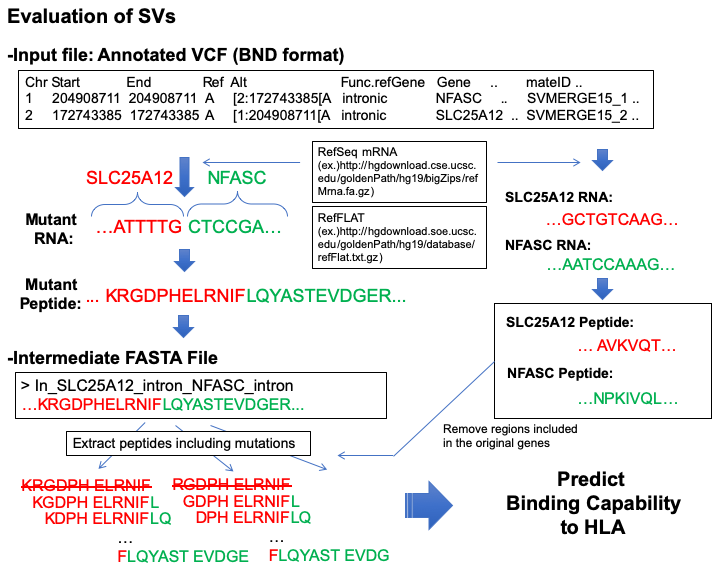 Evaluation of SVs
-Input file: Annotated VCF (BND format)
Chr Start End Ref Alt Func.refGene Gene .. mateID ..
1 204908711 204908711 A [2:172743385[A intronic NFASC .. SVMERGE15_1 ..
2 172743385 172743385 A [1:204908711[A intronic SLC25A12 .. SVMERGE15_2 ..
RefSeq mRNA
(ex.)http://hgdownload.cse.ucsc.
edu/goldenPath/hg19/bigZips/ref
Mrna.fa.gz)
RefFLAT
(ex.)http://hgdownload.soe.ucsc.
edu/goldenPath/hg19/database/
refFlat.txt.gz)
SLC25A12 NFASC
Mutant
RNA:
...ATTTTG CTCCGA...
Mutant
Peptide:
... KRGDPHELRNIFLQYASTEVDGER...
SLC25A12 RNA:
...GCTGTCAAG...
NFASC RNA:
...AATCCAAAG...
SLC25A12 Peptide:
... AVKVQT...
NFASC Peptide:
...NPKIVQL...
-Intermediate FASTA File
> In_SLC25A12_intron_NFASC_intron
...KRGDPHELRNIFLQYASTEVDGER...
Extract peptides including mutations
Remove regions included
in the original genes
KRGDPH ELRNIF
KGDPH ELRNIFL
KDPH ELRNIFLQ
...
FLQYAST EVDGE
RGDPH ELRNIF
GDPH ELRNIFL
DPH ELRNIFLQ
...
FLQYAST EVDG
Predict
Binding Capability
to HLA